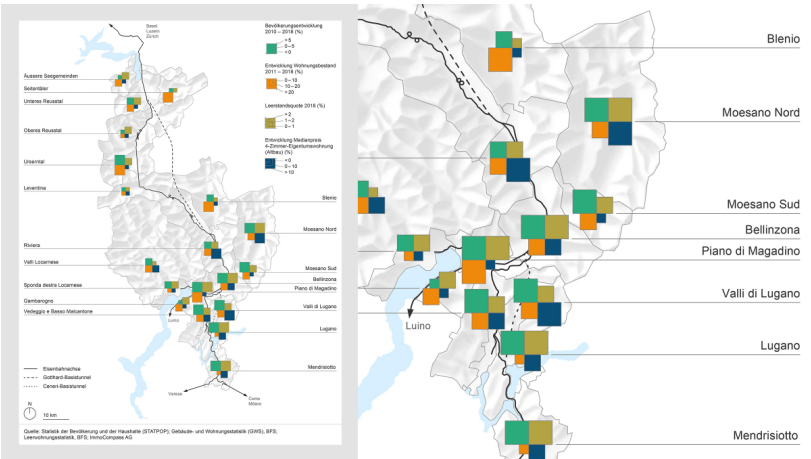 Basel
Luzern
Zürich
Bevölkerungsentwicklung
2010 – 2018 (%)
> 5
0 – 5
< 0
Entwicklung Wohnungsbestand
2011 – 2018 (%)
0 – 10
10 – 20
> 20
Leerstandsquote 2018 (%)
> 2
1 – 2
0 – 1
Entwicklung Medianpreis
4-Zimmer-Eigentumswohnung
(Altbau) (%)
< 0
0 – 10
> 10
Äussere Seegemeinden
Seitentäler
Unteres Reusstal
Oberes Reusstal
Urserntal
Leventina
Blenio
Moesano Nord
Riviera
Valli Locarnese
Moesano Sud
Bellinzona
Sponda destra Locarnese
Piano di Magadino
Gambarogno
Valli di Lugano
Vedeggio e Basso Malcantone
Luino
Lugano
Mendrisiotto
Varese
Como
Milano
Eisenbahnachse
Gotthard-Basistunnel
Ceneri-Basistunnel
N
10 km
Quelle: Statistik der Bevölkerung und der Haushalte (STATPOP); Gebäude- und Wohnungsstatistik (GWS), BFS;
Leerwohnungsstatistik, BFS; ImmoCompass AG
Blenio
Moesano Nord
Moesano Sud
Bellinzona
Piano di Magadino
Valli di Lugano
Luino
Lugano
Mendrisiotto